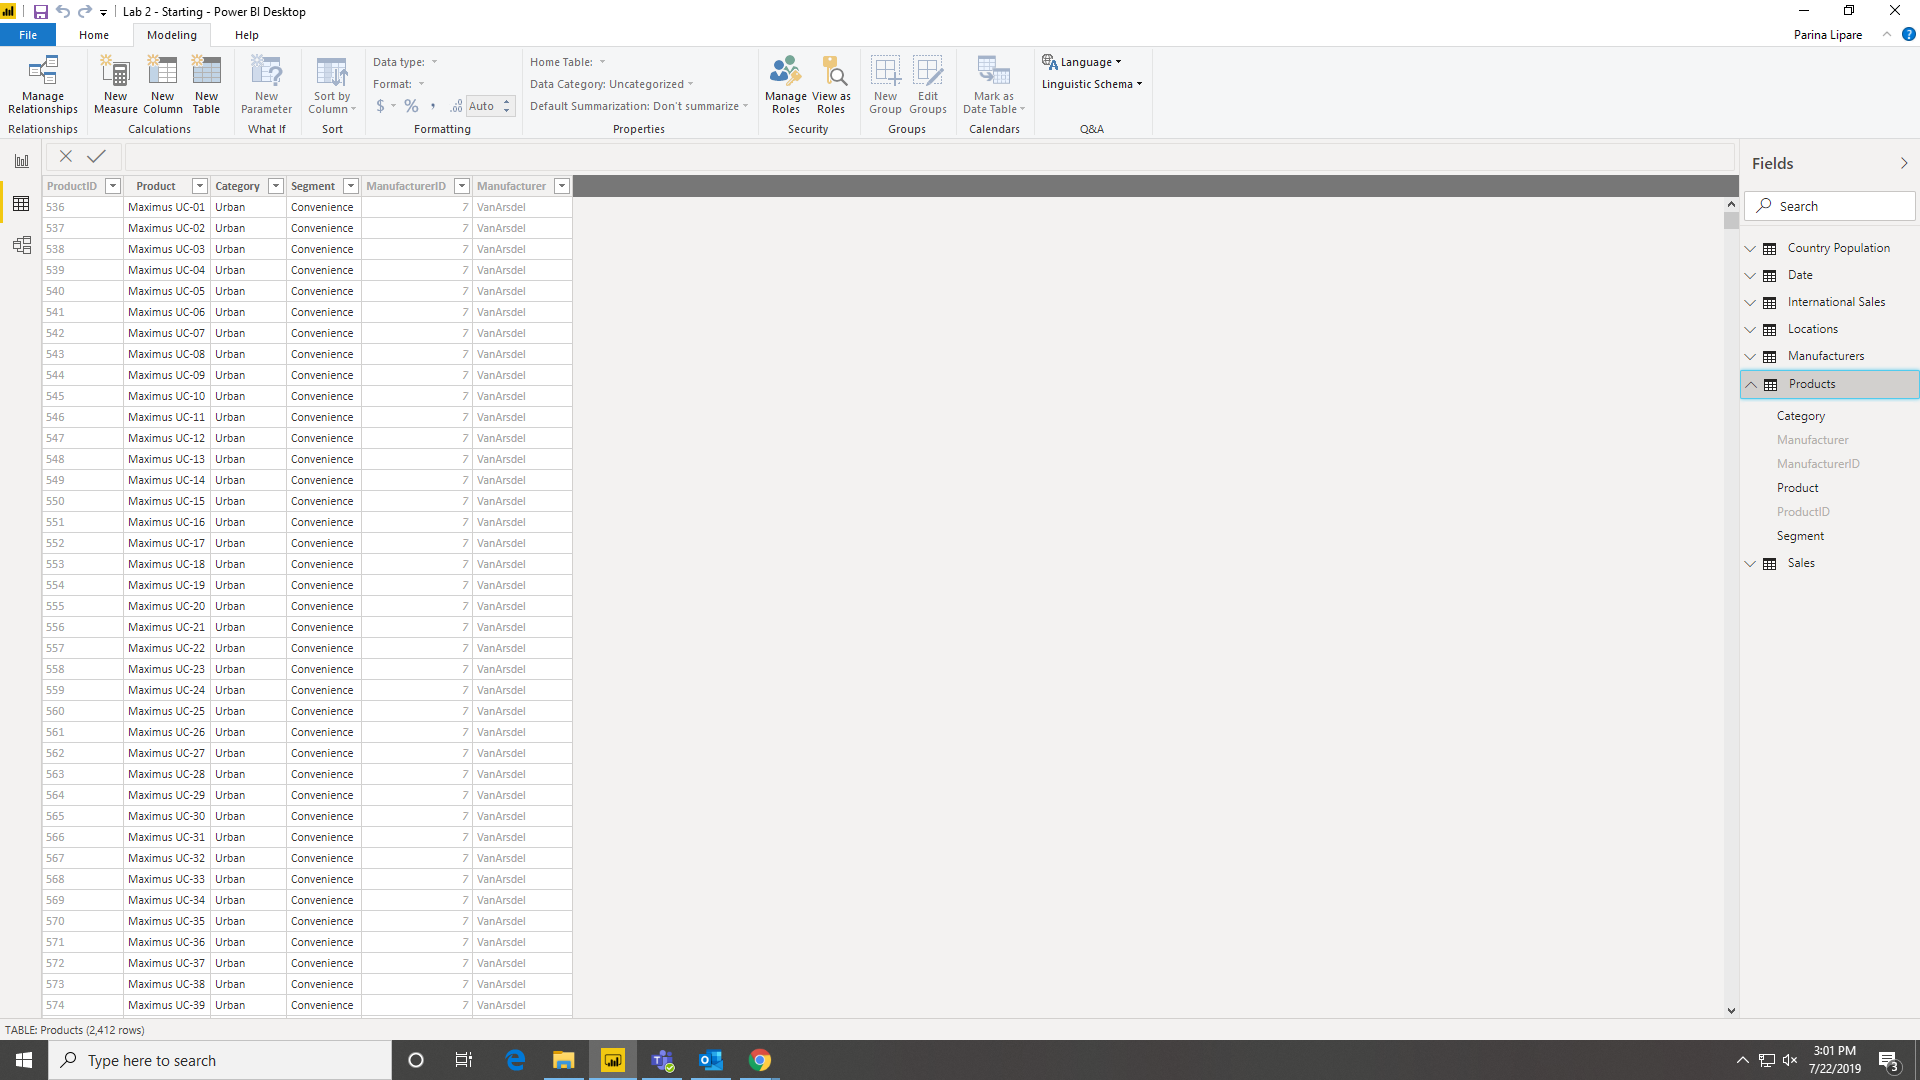 Lab 2 - Starting - Power BI Desktop
File Home Modeling Help Parina Lipare
Manage Relationships
New Measure
New Column
New Table
New Parameter
Sort by Column
Data type:
Format:
$ % , .00 Auto
Home Table:
Data Category: Uncategorized
Default Summarization: Don't summarize
Manage Roles
View as Roles
New Group
Edit Groups
Mark as Date Table
Language
Linguistic Schema
Relationships Calculations What If Sort Formatting Properties Security Groups Calendars Q&A
ProductID Product Category Segment ManufacturerID Manufacturer
536 Maximus UC-01 Urban Convenience 7 VanArsdel
537 Maximus UC-02 Urban Convenience 7 VanArsdel
538 Maximus UC-03 Urban Convenience 7 VanArsdel
539 Maximus UC-04 Urban Convenience 7 VanArsdel
540 Maximus UC-05 Urban Convenience 7 VanArsdel
541 Maximus UC-06 Urban Convenience 7 VanArsdel
542 Maximus UC-07 Urban Convenience 7 VanArsdel
543 Maximus UC-08 Urban Convenience 7 VanArsdel
544 Maximus UC-09 Urban Convenience 7 VanArsdel
545 Maximus UC-10 Urban Convenience 7 VanArsdel
546 Maximus UC-11 Urban Convenience 7 VanArsdel
547 Maximus UC-12 Urban Convenience 7 VanArsdel
548 Maximus UC-13 Urban Convenience 7 VanArsdel
549 Maximus UC-14 Urban Convenience 7 VanArsdel
550 Maximus UC-15 Urban Convenience 7 VanArsdel
551 Maximus UC-16 Urban Convenience 7 VanArsdel
552 Maximus UC-17 Urban Convenience 7 VanArsdel
553 Maximus UC-18 Urban Convenience 7 VanArsdel
554 Maximus UC-19 Urban Convenience 7 VanArsdel
555 Maximus UC-20 Urban Convenience 7 VanArsdel
556 Maximus UC-21 Urban Convenience 7 VanArsdel
557 Maximus UC-22 Urban Convenience 7 VanArsdel
558 Maximus UC-23 Urban Convenience 7 VanArsdel
559 Maximus UC-24 Urban Convenience 7 VanArsdel
560 Maximus UC-25 Urban Convenience 7 VanArsdel
561 Maximus UC-26 Urban Convenience 7 VanArsdel
562 Maximus UC-27 Urban Convenience 7 VanArsdel
563 Maximus UC-28 Urban Convenience 7 VanArsdel
564 Maximus UC-29 Urban Convenience 7 VanArsdel
565 Maximus UC-30 Urban Convenience 7 VanArsdel
566 Maximus UC-31 Urban Convenience 7 VanArsdel
567 Maximus UC-32 Urban Convenience 7 VanArsdel
568 Maximus UC-33 Urban Convenience 7 VanArsdel
569 Maximus UC-34 Urban Convenience 7 VanArsdel
570 Maximus UC-35 Urban Convenience 7 VanArsdel
571 Maximus UC-36 Urban Convenience 7 VanArsdel
572 Maximus UC-37 Urban Convenience 7 VanArsdel
573 Maximus UC-38 Urban Convenience 7 VanArsdel
574 Maximus UC-39 Urban Convenience 7 VanArsdel
Fields
Search
Country Population
Date
International Sales
Locations
Manufacturers
Products
Category
Manufacturer
ManufacturerID
Product
ProductID
Segment
Sales
TABLE: Products (2,412 rows)
Type here to search
3:01 PM
7/22/2019
3